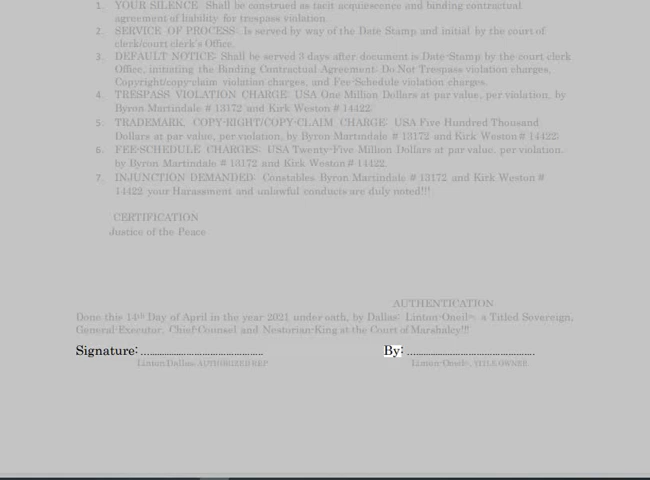 1. YOUR SILENCE: Shall be construed as tacit acquiescence and binding contractual
agreement of liability for trespass violation
2. SERVICE OF PROCESS: Is served by way of the Date Stamp and initial by the court of
clerk/court clerk's Office.
3. DEFAULT NOTICE: Shall be served 3 days after document is Date-Stamp by the court clerk
Office, initiating the Binding Contractual Agreement: Do Not Trespass violation charges,
Copyright/copy-claim violation charges, and Fee-Schedule violation charges.
4. TRESPASS VIOLATION CHARGE: USA One Million Dollars at par value, per violation, by
Byron Martindale # 13172 and Kirk Weston # 14422.
5. TRADEMARK, COPY-RIGHT/COPY-CLAIM CHARGE: USA Five Hundred Thousand
Dollars at par value, per violation, by Byron Martindale # 13172 and Kirk Weston # 14422.
6. FEE-SCHEDULE CHARGES: USA Twenty-Five Million Dollars at par value, per violation,
by Byron Martindale # 13172 and Kirk Weston # 14422.
7. INJUNCTION DEMANDED: Constables, Byron Martindale # 13172 and Kirk Weston #
14422 your Harassment and unlawful conducts are duly noted!!!
CERTIFICATION
Justice of the Peace
AUTHENTICATION
Done this 14th Day of April in the year 2021 under oath, by Dallas: Linton-Oneil>: a Titled Sovereign,
General-Executor, Chief-Counsel and Nestorian-King at the Court of Marshalcy!!!
Signature: ............................................ By: ............................................
Linton Dallas; AUTHORIZED REP Linton-Oneil>, TITLE OWNER